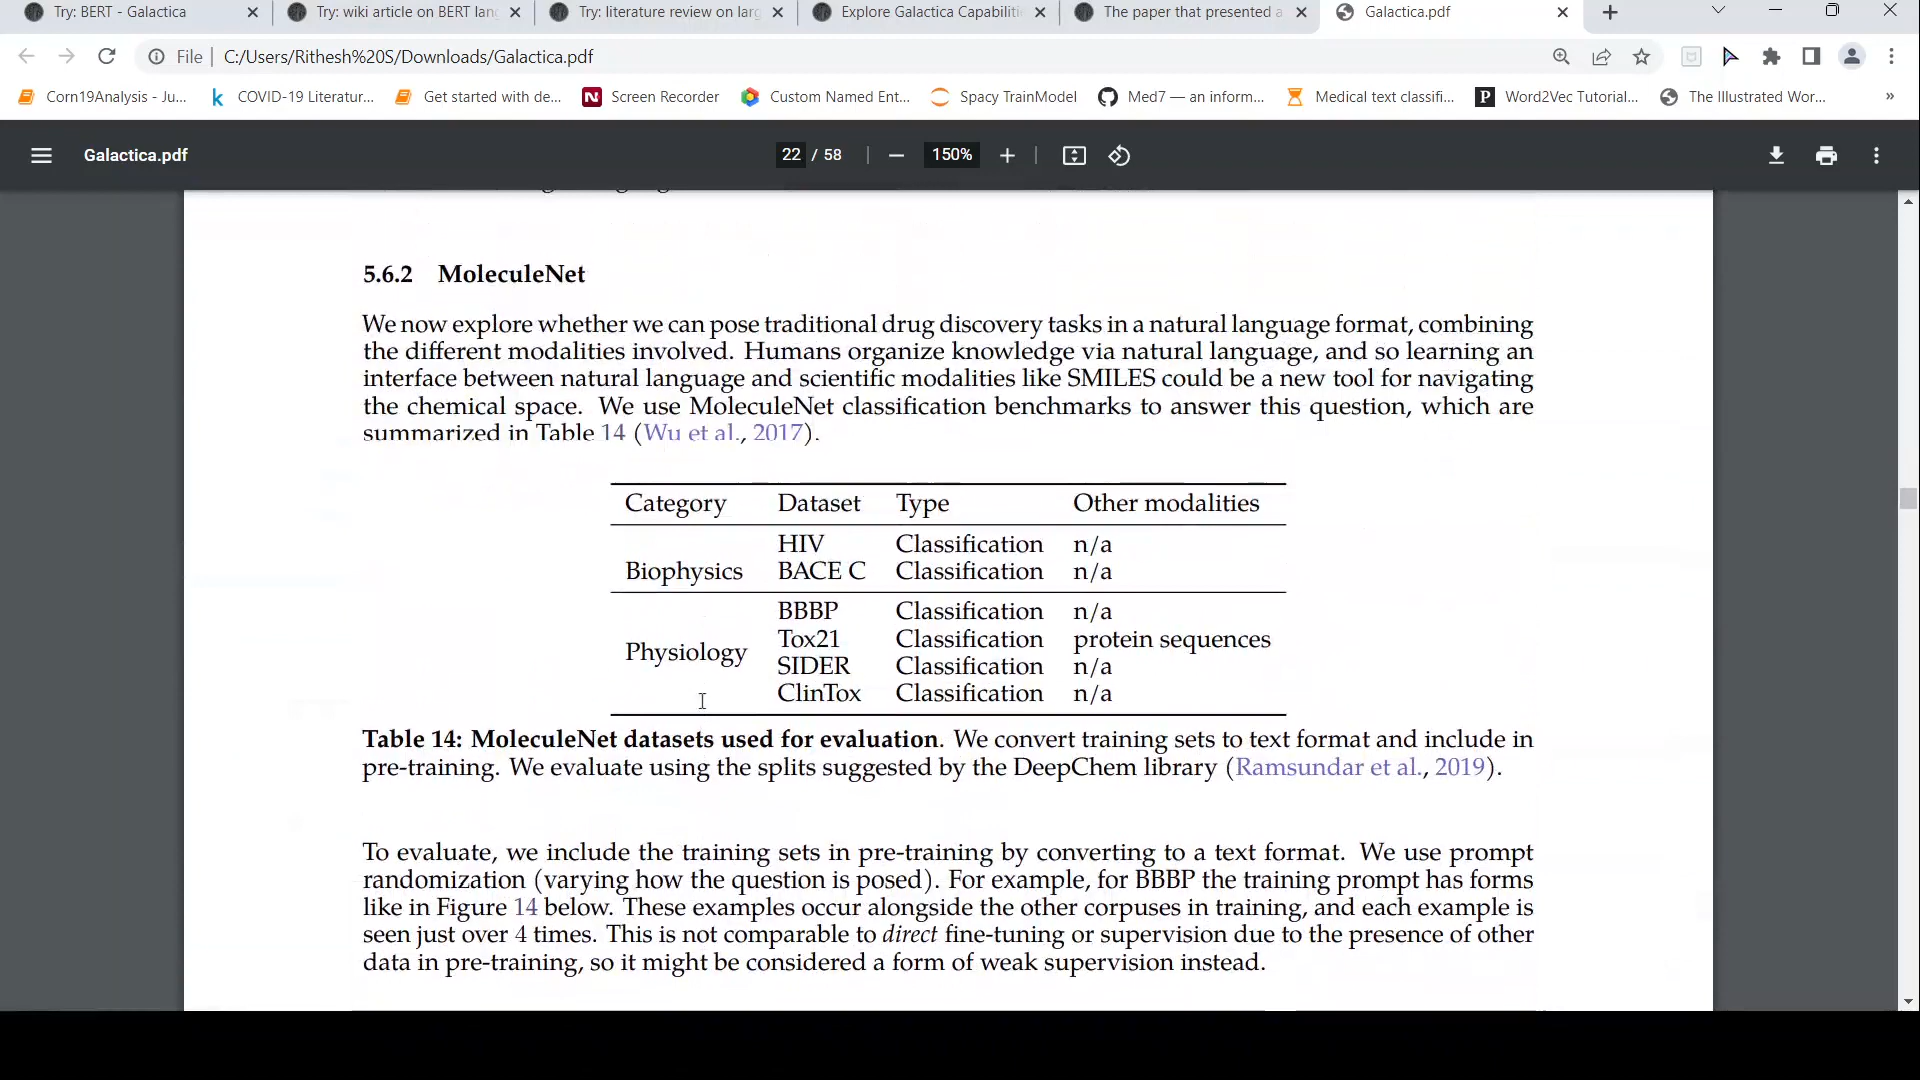 Try: BERT - Galactica
Try: wiki article on BERT lan
Try: literature review on larg
Explore Galactica Capabiliti
The paper that presented a
Galactica.pdf
File
C:/Users/Rithesh%20S/Downloads/Galactica.pdf
Corn19Analysis - Ju...
COVID-19 Literatur...
Get started with de...
Screen Recorder
Custom Named Ent...
Spacy TrainModel
Med7 — an inform...
Medical text classifi...
Word2Vec Tutorial...
The Illustrated Wor...
Galactica.pdf
22 / 58
150%
5.6.2 MoleculeNet
We now explore whether we can pose traditional drug discovery tasks in a natural language format, combining
the different modalities involved. Humans organize knowledge via natural language, and so learning an
interface between natural language and scientific modalities like SMILES could be a new tool for navigating
the chemical space. We use MoleculeNet classification benchmarks to answer this question, which are
summarized in Table 14 (Wu et al., 2017).
Category Dataset Type Other modalities
HIV Classification n/a
Biophysics BACE C Classification n/a
BBBP Classification n/a
Tox21 Classification protein sequences
Physiology
SIDER Classification n/a
ClinTox Classification n/a
Table 14: MoleculeNet datasets used for evaluation. We convert training sets to text format and include in
pre-training. We evaluate using the splits suggested by the DeepChem library (Ramsundar et al., 2019).
To evaluate, we include the training sets in pre-training by converting to a text format. We use prompt
randomization (varying how the question is posed). For example, for BBBP the training prompt has forms
like in Figure 14 below. These examples occur alongside the other corpuses in training, and each example is
seen just over 4 times. This is not comparable to direct fine-tuning or supervision due to the presence of other
data in pre-training, so it might be considered a form of weak supervision instead.